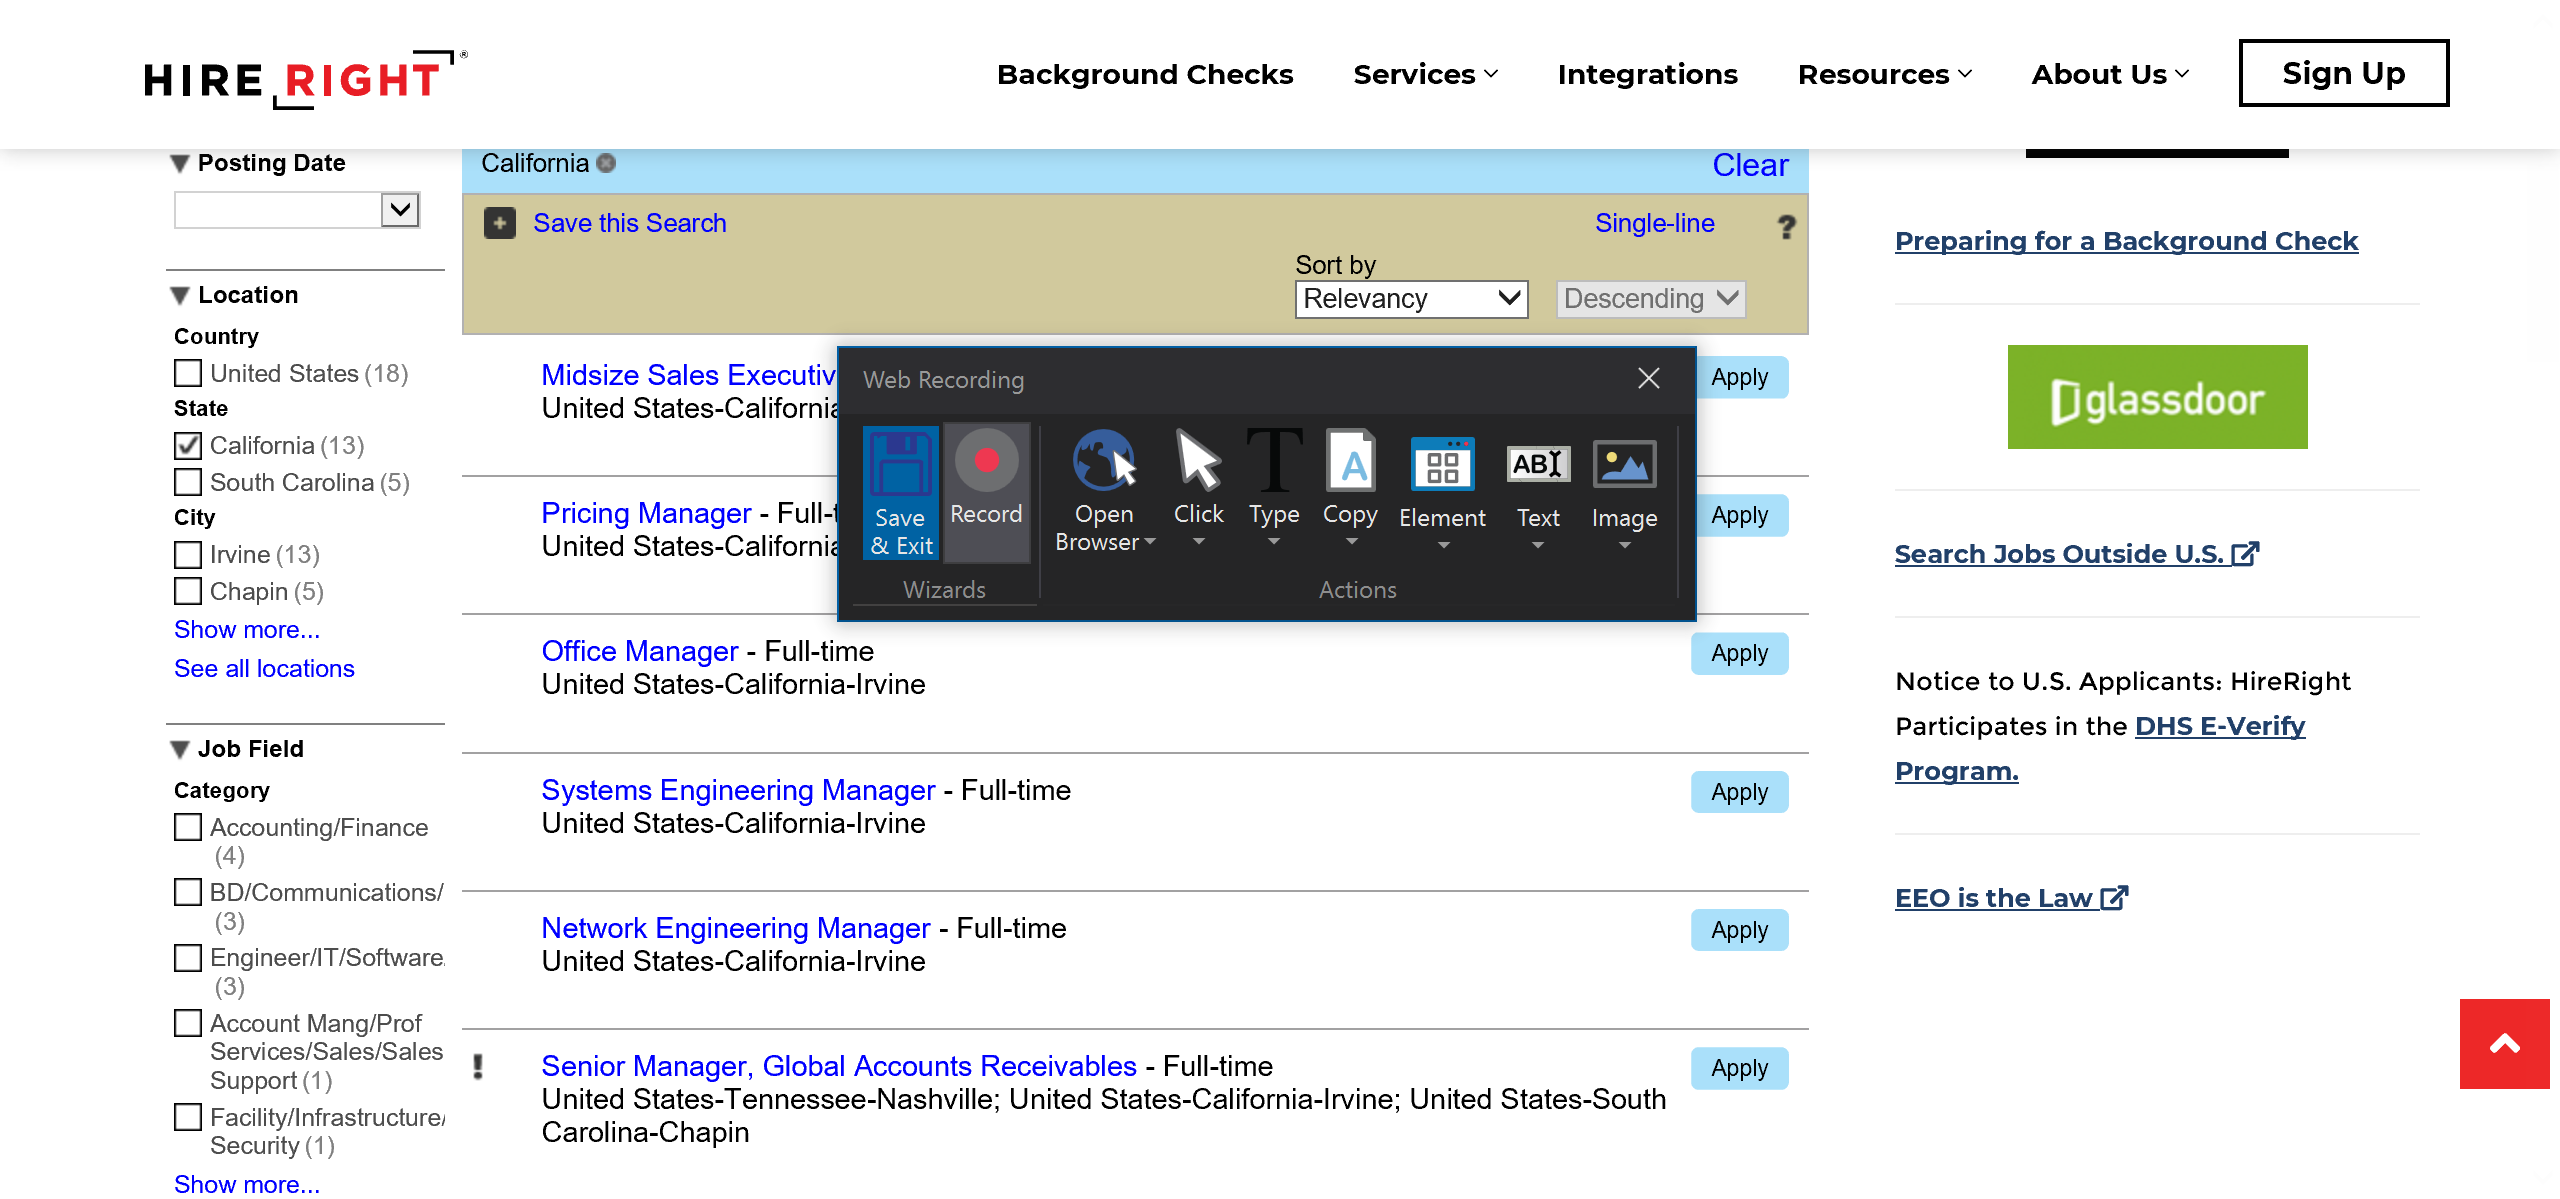 HIRE RIGHT ®
Background Checks
Services
Integrations
Resources
About Us
Sign Up
Posting Date
Location
Country
United States (18)
State
California (13)
South Carolina (5)
City
Irvine (13)
Chapin (5)
Show more...
See all locations
Job Field
Category
Accounting/Finance
(4)
BD/Communications/
(3)
Engineer/IT/Software
(3)
Account Mang/Prof
Services/Sales/Sales
Support (1)
Facility/Infrastructure/
Security (1)
Show more...
California
Clear
Save this Search
Single-line
?
Sort by
Relevancy
Descending
Midsize Sales Executiv
United States-California
Apply
Pricing Manager - Full-t
United States-California
Apply
Office Manager - Full-time
United States-California-Irvine
Apply
Systems Engineering Manager - Full-time
United States-California-Irvine
Apply
Network Engineering Manager - Full-time
United States-California-Irvine
Apply
! Senior Manager, Global Accounts Receivables - Full-time
United States-Tennessee-Nashville; United States-California-Irvine; United States-South
Carolina-Chapin
Apply
Web Recording
Save
& Exit
Record
Wizards
Open
Browser
Click
T
Type
A
Copy
Element
AB
Text
Image
Actions
Preparing for a Background Check
glassdoor
Search Jobs Outside U.S.
Notice to U.S. Applicants: HireRight
Participates in the DHS E-Verify
Program.
EEO is the Law